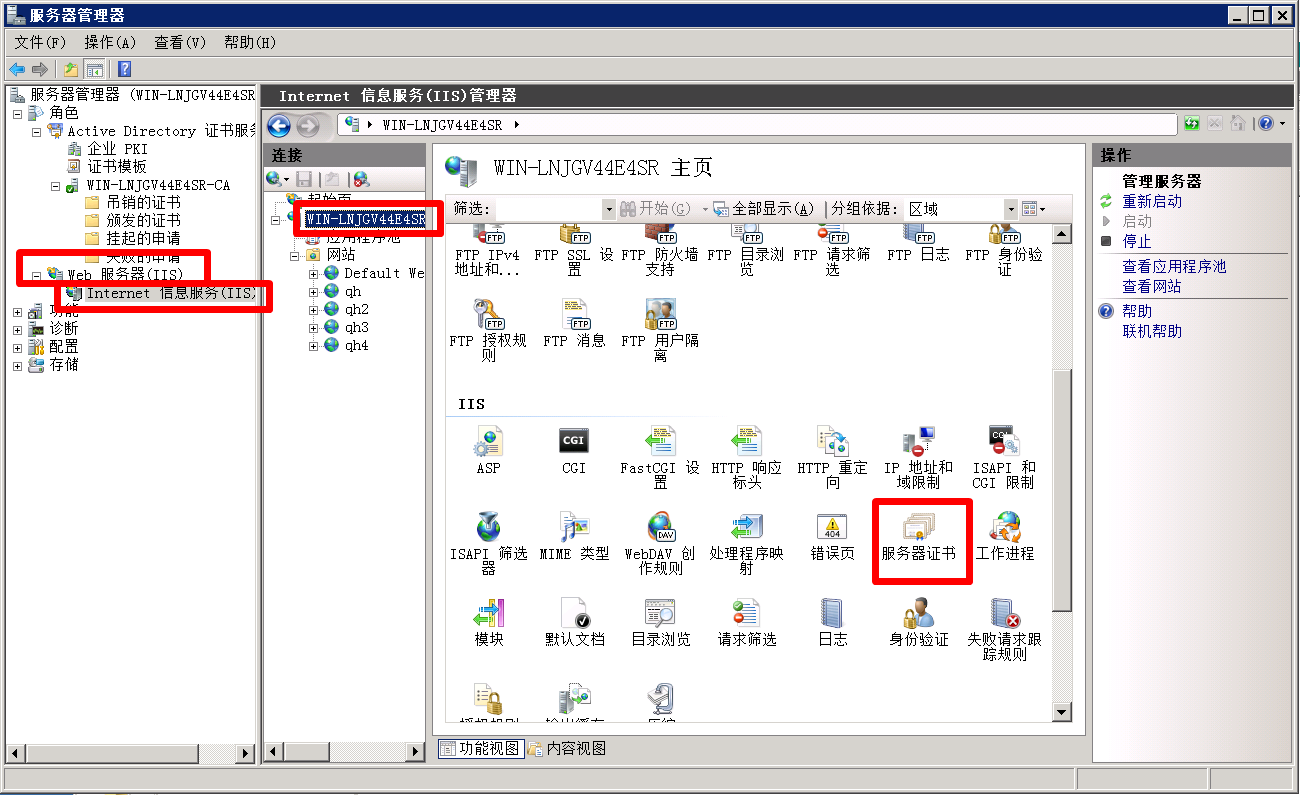 服务器管理器
文件(F) 操作(A) 查看(V) 帮助(H)
服务器管理器 (WIN-LNJGV44E4SR
角色
Active Directory 证书服务
企业 PKI
证书模板
WIN-LNJGV44E4SR-CA
吊销的证书
颁发的证书
挂起的申请
失败的申请
Web 服务器(IIS)
Internet 信息服务(IIS)
功能
诊断
配置
存储
Internet 信息服务(IIS)管理器
WIN-LNJGV44E4SR
连接
起始页
WIN-LNJGV44E4SR
应用程序池
网站
Default We
qh
qh2
qh3
qh4
WIN-LNJGV44E4SR 主页
筛选: 开始(G) 全部显示(A) 分组依据: 区域
FTP IPv4
地址和...
FTP SSL 设
置
FTP 防火墙
支持
FTP 目录浏
览
FTP 请求筛
选
FTP 日志
FTP 身份验
证
FTP 授权规
则
FTP 消息
FTP 用户隔
离
IIS
ASP
CGI
CGI
FastCGI 设
置
HTTP 响应
标头
HTTP 重定
向
IP 地址和
域限制
ISAPI 和
CGI 限制
ISAPI 筛选
器
MIME 类型
DAV
WebDAV 创
作规则
处理程序映
射
404
错误页
服务器证书
工作进程
模块
默认文档
目录浏览
请求筛选
日志
身份验证
失败请求跟
踪规则
授权规则
输出缓存
压缩
功能视图 内容视图
操作
管理服务器
重新启动
启动
停止
查看应用程序池
查看网站
帮助
联机帮助